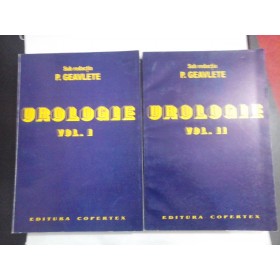 Sub redacția
P. GEAVLETE
UROLOGIE
VOL. I
EDITURA COPERTEX
Sub redacția
P. GEAVLETE
UROLOGIE
VOL. II
EDITURA COPERTEX